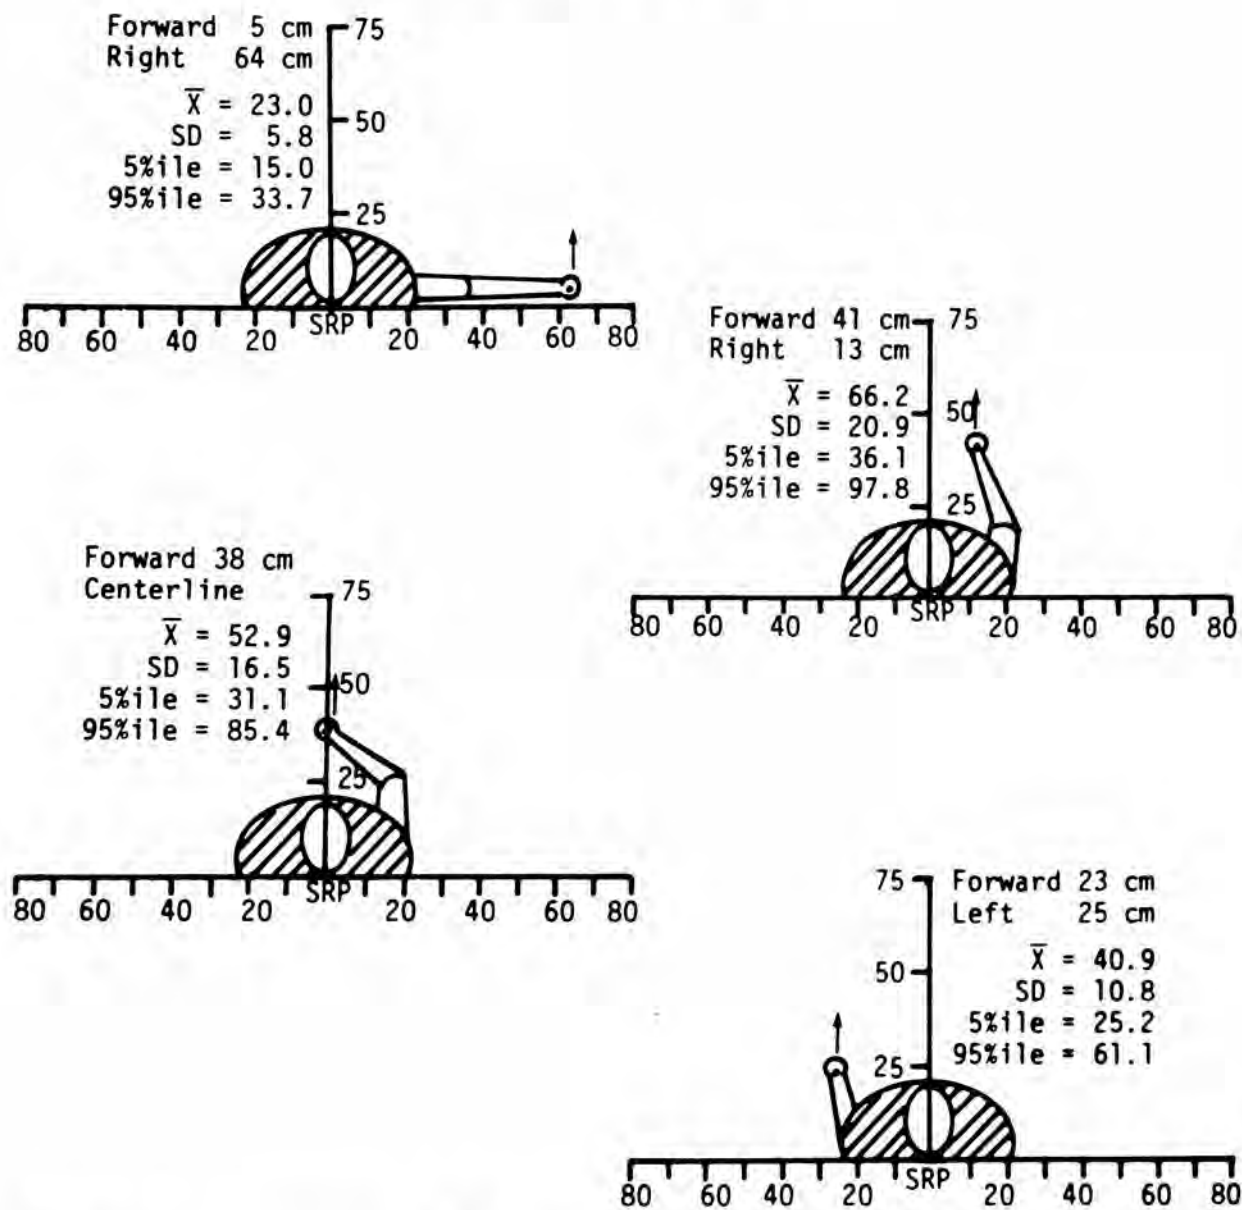 Forward 5 cm
Right 64 cm
X̄ = 23.0
SD = 5.8
5%ile = 15.0
95%ile = 33.7
75
50
25
SRP
80 60 40 20 20 40 60 80
Forward 41 cm
Right 13 cm
X̄ = 66.2
SD = 20.9
5%ile = 36.1
95%ile = 97.8
75
50
25
SRP
80 60 40 20 20 40 60 80
Forward 38 cm
Centerline
X̄ = 52.9
SD = 16.5
5%ile = 31.1
95%ile = 85.4
75
50
25
SRP
80 60 40 20 20 40 60 80
Forward 23 cm
Left 25 cm
X̄ = 40.9
SD = 10.8
5%ile = 25.2
95%ile = 61.1
75
50
25
SRP
80 60 40 20 20 40 60 80